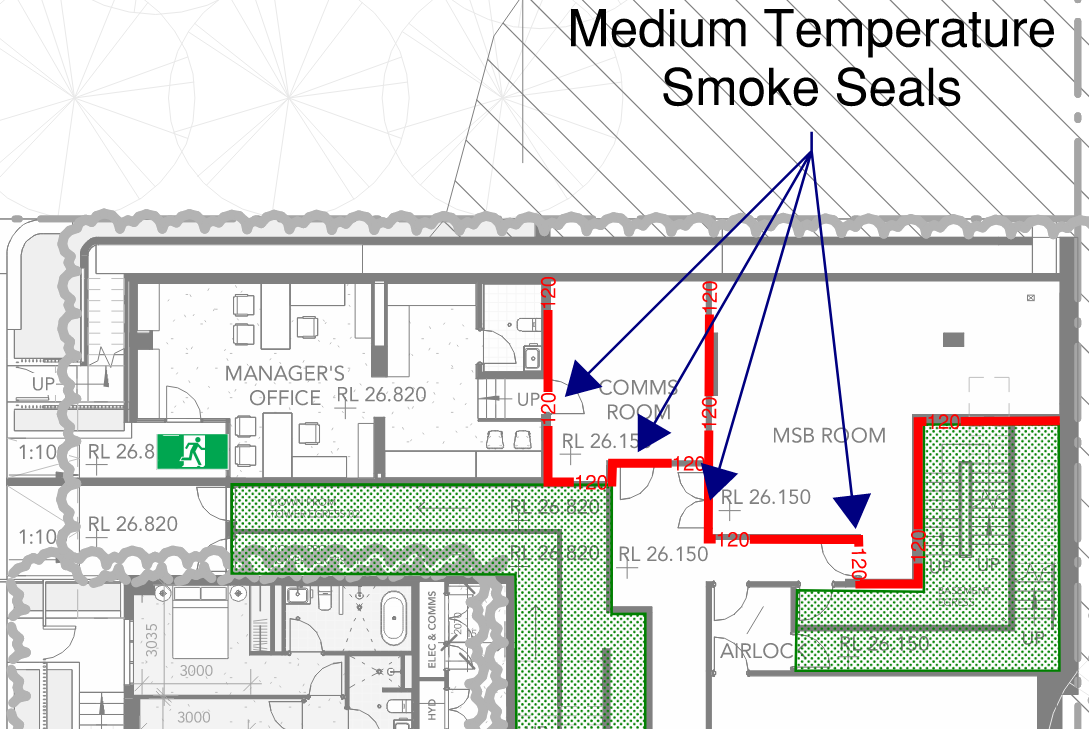 Medium Temperature
Smoke Seals
120
120
MANAGER'S
OFFICE
RL 26.820
UP
UP
COMMS
ROOM
120
120
RL 26.15
MSB ROOM
120
1:10
RL 26.8
120
120
RL 26.150
RL 26.820
RL 26.820
1:10
RL 26.820
RL 26.150
120
120
120
UP
UP
UP
AIRLOCK
RL 26.150
3035
3000
ELEC & COMMS
3000
HYD